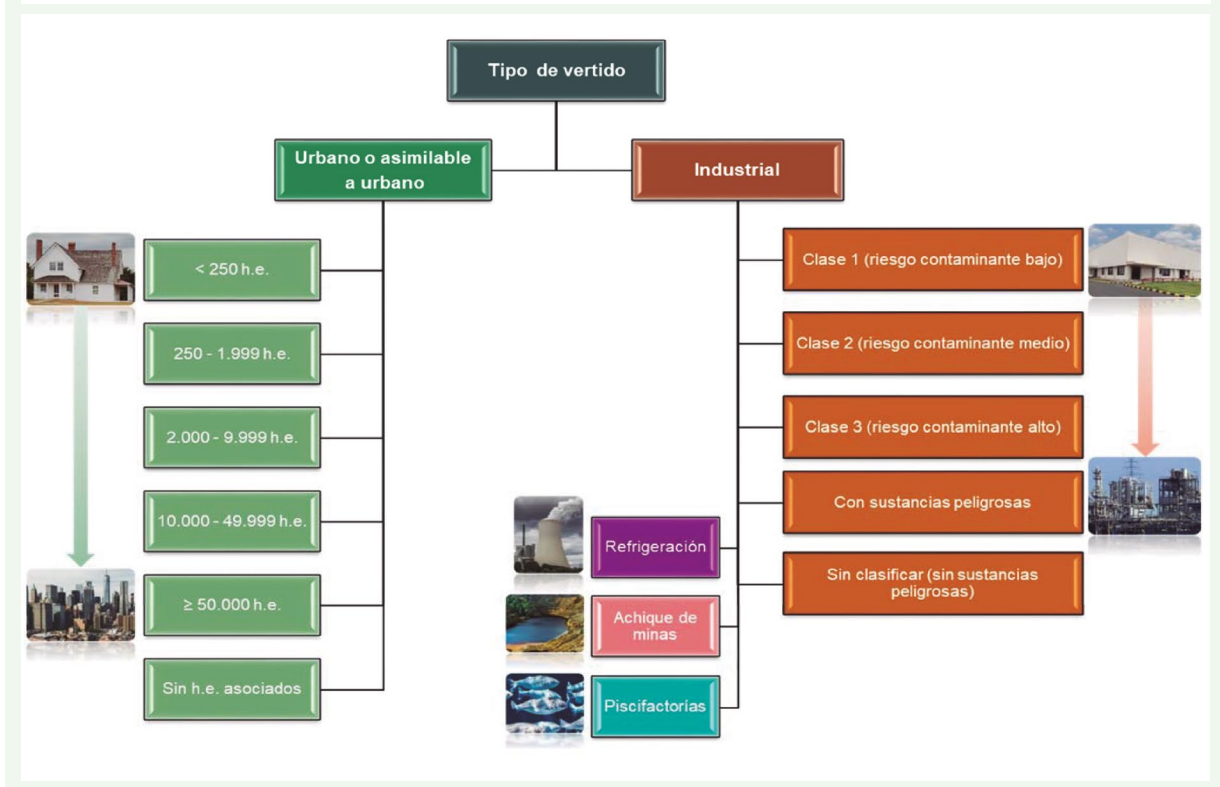 Tipo de vertido
Urbano o asimilable
a urbano
< 250 h.e.
250 - 1.999 h.e.
2.000 - 9.999 h.e.
10.000 - 49.999 h.e.
≥ 50.000 h.e.
Sin h.e. asociados
Industrial
Clase 1 (riesgo contaminante bajo)
Clase 2 (riesgo contaminante medio)
Clase 3 (riesgo contaminante alto)
Con sustancias peligrosas
Sin clasificar (sin sustancias
peligrosas)
Refrigeración
Achique de
minas
Piscifactorías